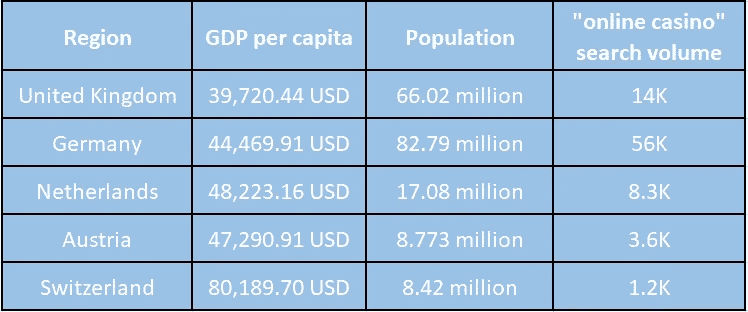 Region GDP per capita Population "online casino" search volume
United Kingdom 39,720.44 USD 66.02 million 14K
Germany 44,469.91 USD 82.79 million 56K
Netherlands 48,223.16 USD 17.08 million 8.3K
Austria 47,290.91 USD 8.773 million 3.6K
Switzerland 80,189.70 USD 8.42 million 1.2K